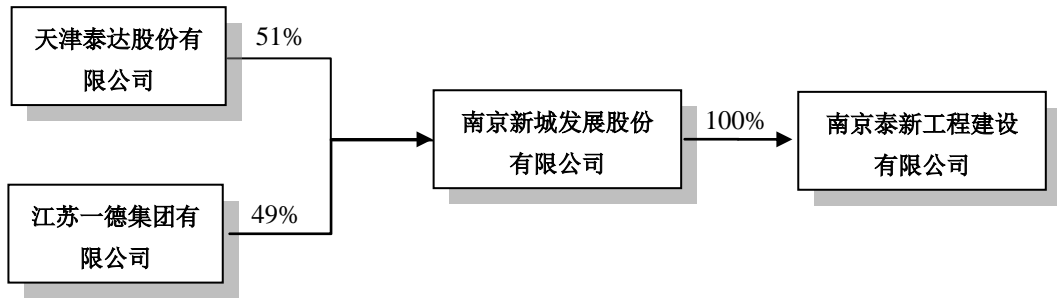 天津泰达股份有
限公司
51%
江苏一德集团有
限公司
49%
南京新城发展股份
有限公司
100%
南京泰新工程建设
有限公司